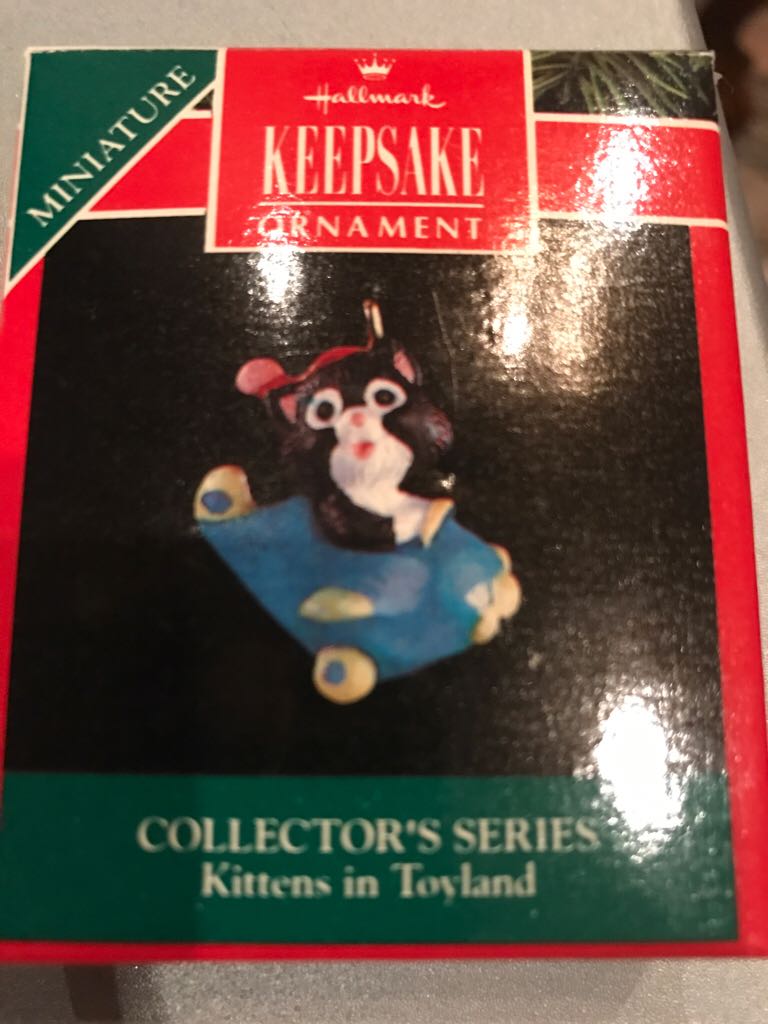 MINIATURE
Hallmark
KEEPSAKE
ORNAMENT
COLLECTOR'S SERIES
Kittens in Toyland